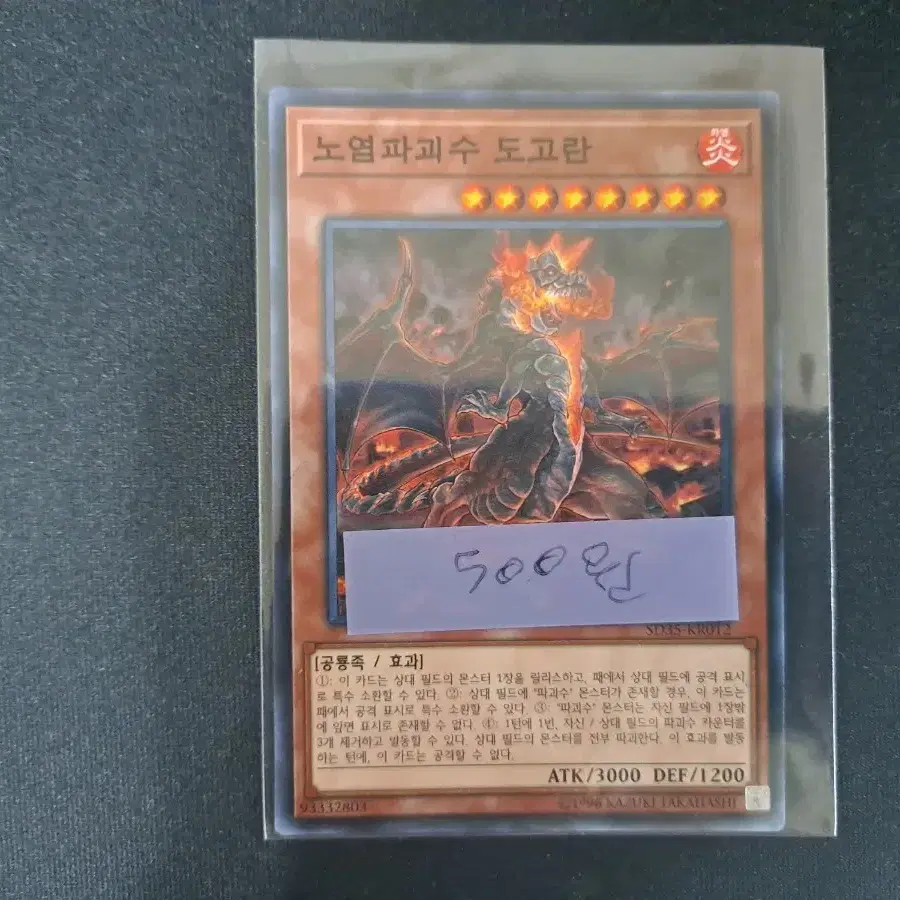 노염파괴수 도고란
화염
炎
500원
SD35-KR012
[공룡족 / 효과]
①: 이 카드는 상대 필드의 몬스터 1장을 릴리스하고, 패에서 상대 필드에 공격 표시
로 특수 소환할 수 있다. ②: 상대 필드에 "파괴수" 몬스터가 존재할 경우, 이 카드는
패에서 공격 표시로 특수 소환할 수 있다. ③: "파괴수" 몬스터는 자신 필드에 1장밖
에 앞면 표시로 존재할 수 없다. ④: 1턴에 1번, 자신 / 상대 필드의 파괴수 카운터를
3개 제거하고 발동할 수 있다. 상대 필드의 몬스터를 전부 파괴한다. 이 효과를 발동
하는 턴에, 이 카드는 공격할 수 없다.
ATK/3000 DEF/1200
93332803
©1996 KAZUKI TAKAHASHI